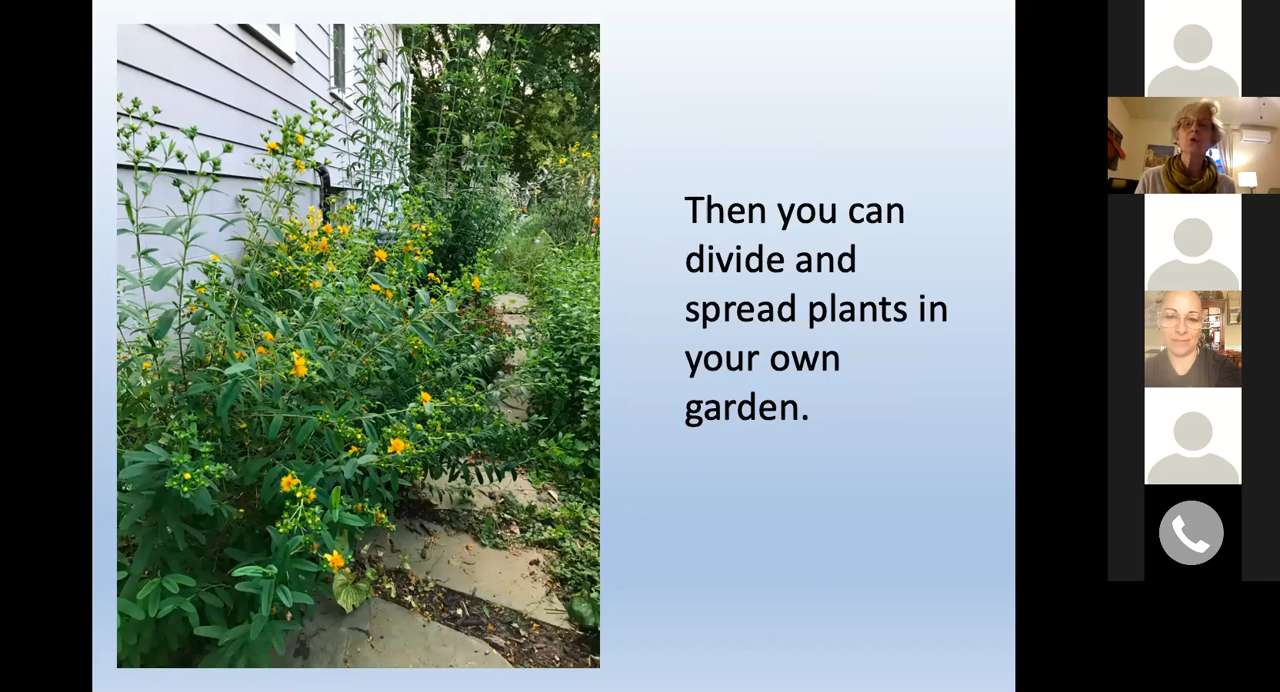 Then you can
divide and
spread plants in
your own
garden.